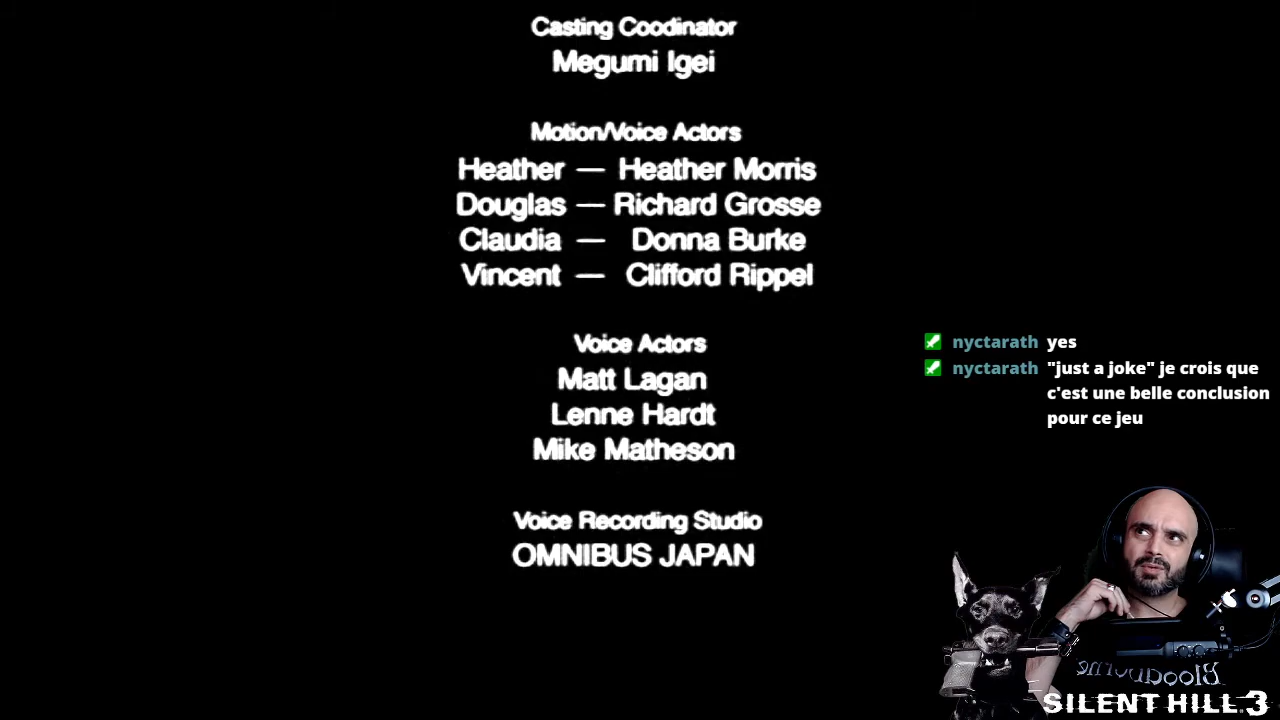 Casting Coodinator
Megumi Igei
Motion/Voice Actors
Heather — Heather Morris
Douglas — Richard Grosse
Claudia — Donna Burke
Vincent — Clifford Rippel
Voice Actors
Matt Lagan
Lenne Hardt
Mike Matheson
Voice Recording Studio
OMNIBUS JAPAN
nyctarath yes
nyctarath "just a joke" je crois que
c'est une belle conclusion
pour ce jeu
Bloodborne
SILENT HILL 3